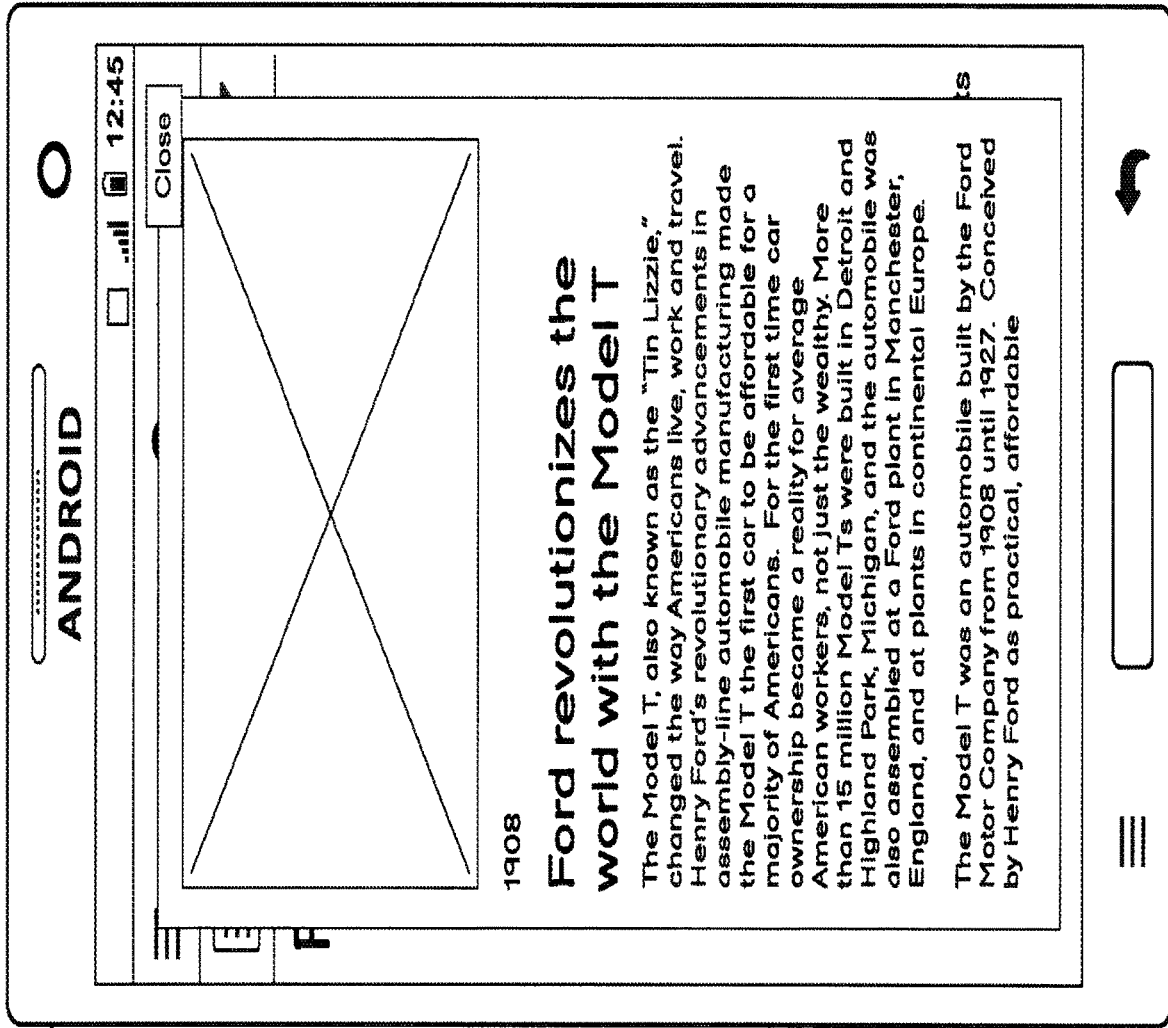 ANDROID
12:45
Close
1908
Ford revolutionizes the
world with the Model T
The Model T, also known as the "Tin Lizzie,"
changed the way Americans live, work and travel.
Henry Ford's revolutionary advancements in
assembly-line automobile manufacturing made
the Model T the first car to be affordable for a
majority of Americans. For the first time car
ownership became a reality for average
American workers, not just the wealthy. More
than 15 million Model Ts were built in Detroit and
Highland Park, Michigan, and the automobile was
also assembled at a Ford plant in Manchester,
England, and at plants in continental Europe.
The Model T was an automobile built by the Ford
Motor Company from 1908 until 1927. Conceived
by Henry Ford as practical, affordable